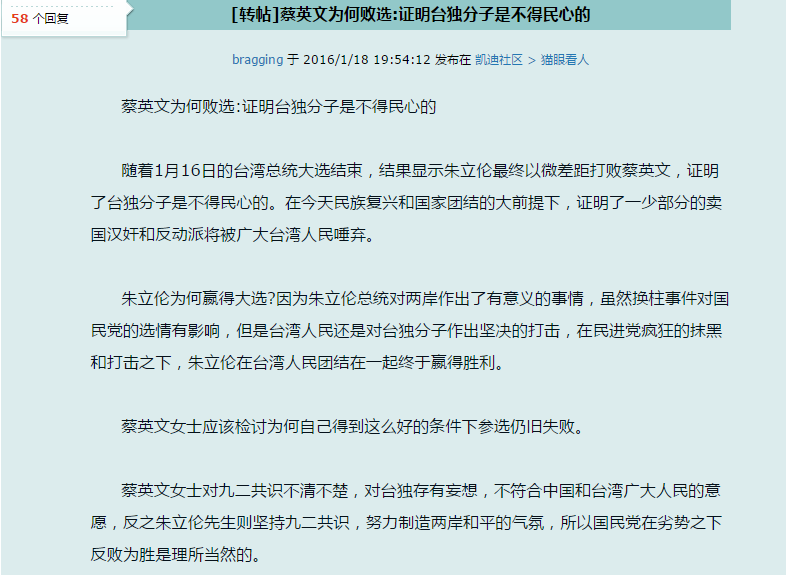 58 个回复
[转帖]蔡英文为何败选:证明台独分子是不得民心的
bragging 于 2016/1/18 19:54:12 发布在 凯迪社区 > 猫眼看人
蔡英文为何败选:证明台独分子是不得民心的
随着1月16日的台湾总统大选结束，结果显示朱立伦最终以微差距打败蔡英文，证明
了台独分子是不得民心的。在今天民族复兴和国家团结的大前提下，证明了一少部分的卖
国汉奸和反动派将被广大台湾人民唾弃。
朱立伦为何赢得大选?因为朱立伦总统对两岸作出了有意义的事情，虽然换柱事件对国
民党的选情有影响，但是台湾人民还是对台独分子作出坚决的打击，在民进党疯狂的抹黑
和打击之下，朱立伦在台湾人民团结在一起终于赢得胜利。
蔡英文女士应该检讨为何自己得到这么好的条件下参选仍旧失败。
蔡英文女士对九二共识不清不楚，对台独存有妄想，不符合中国和台湾广大人民的意
愿，反之朱立伦先生则坚持九二共识，努力制造两岸和平的气氛，所以国民党在劣势之下
反败为胜是理所当然的。